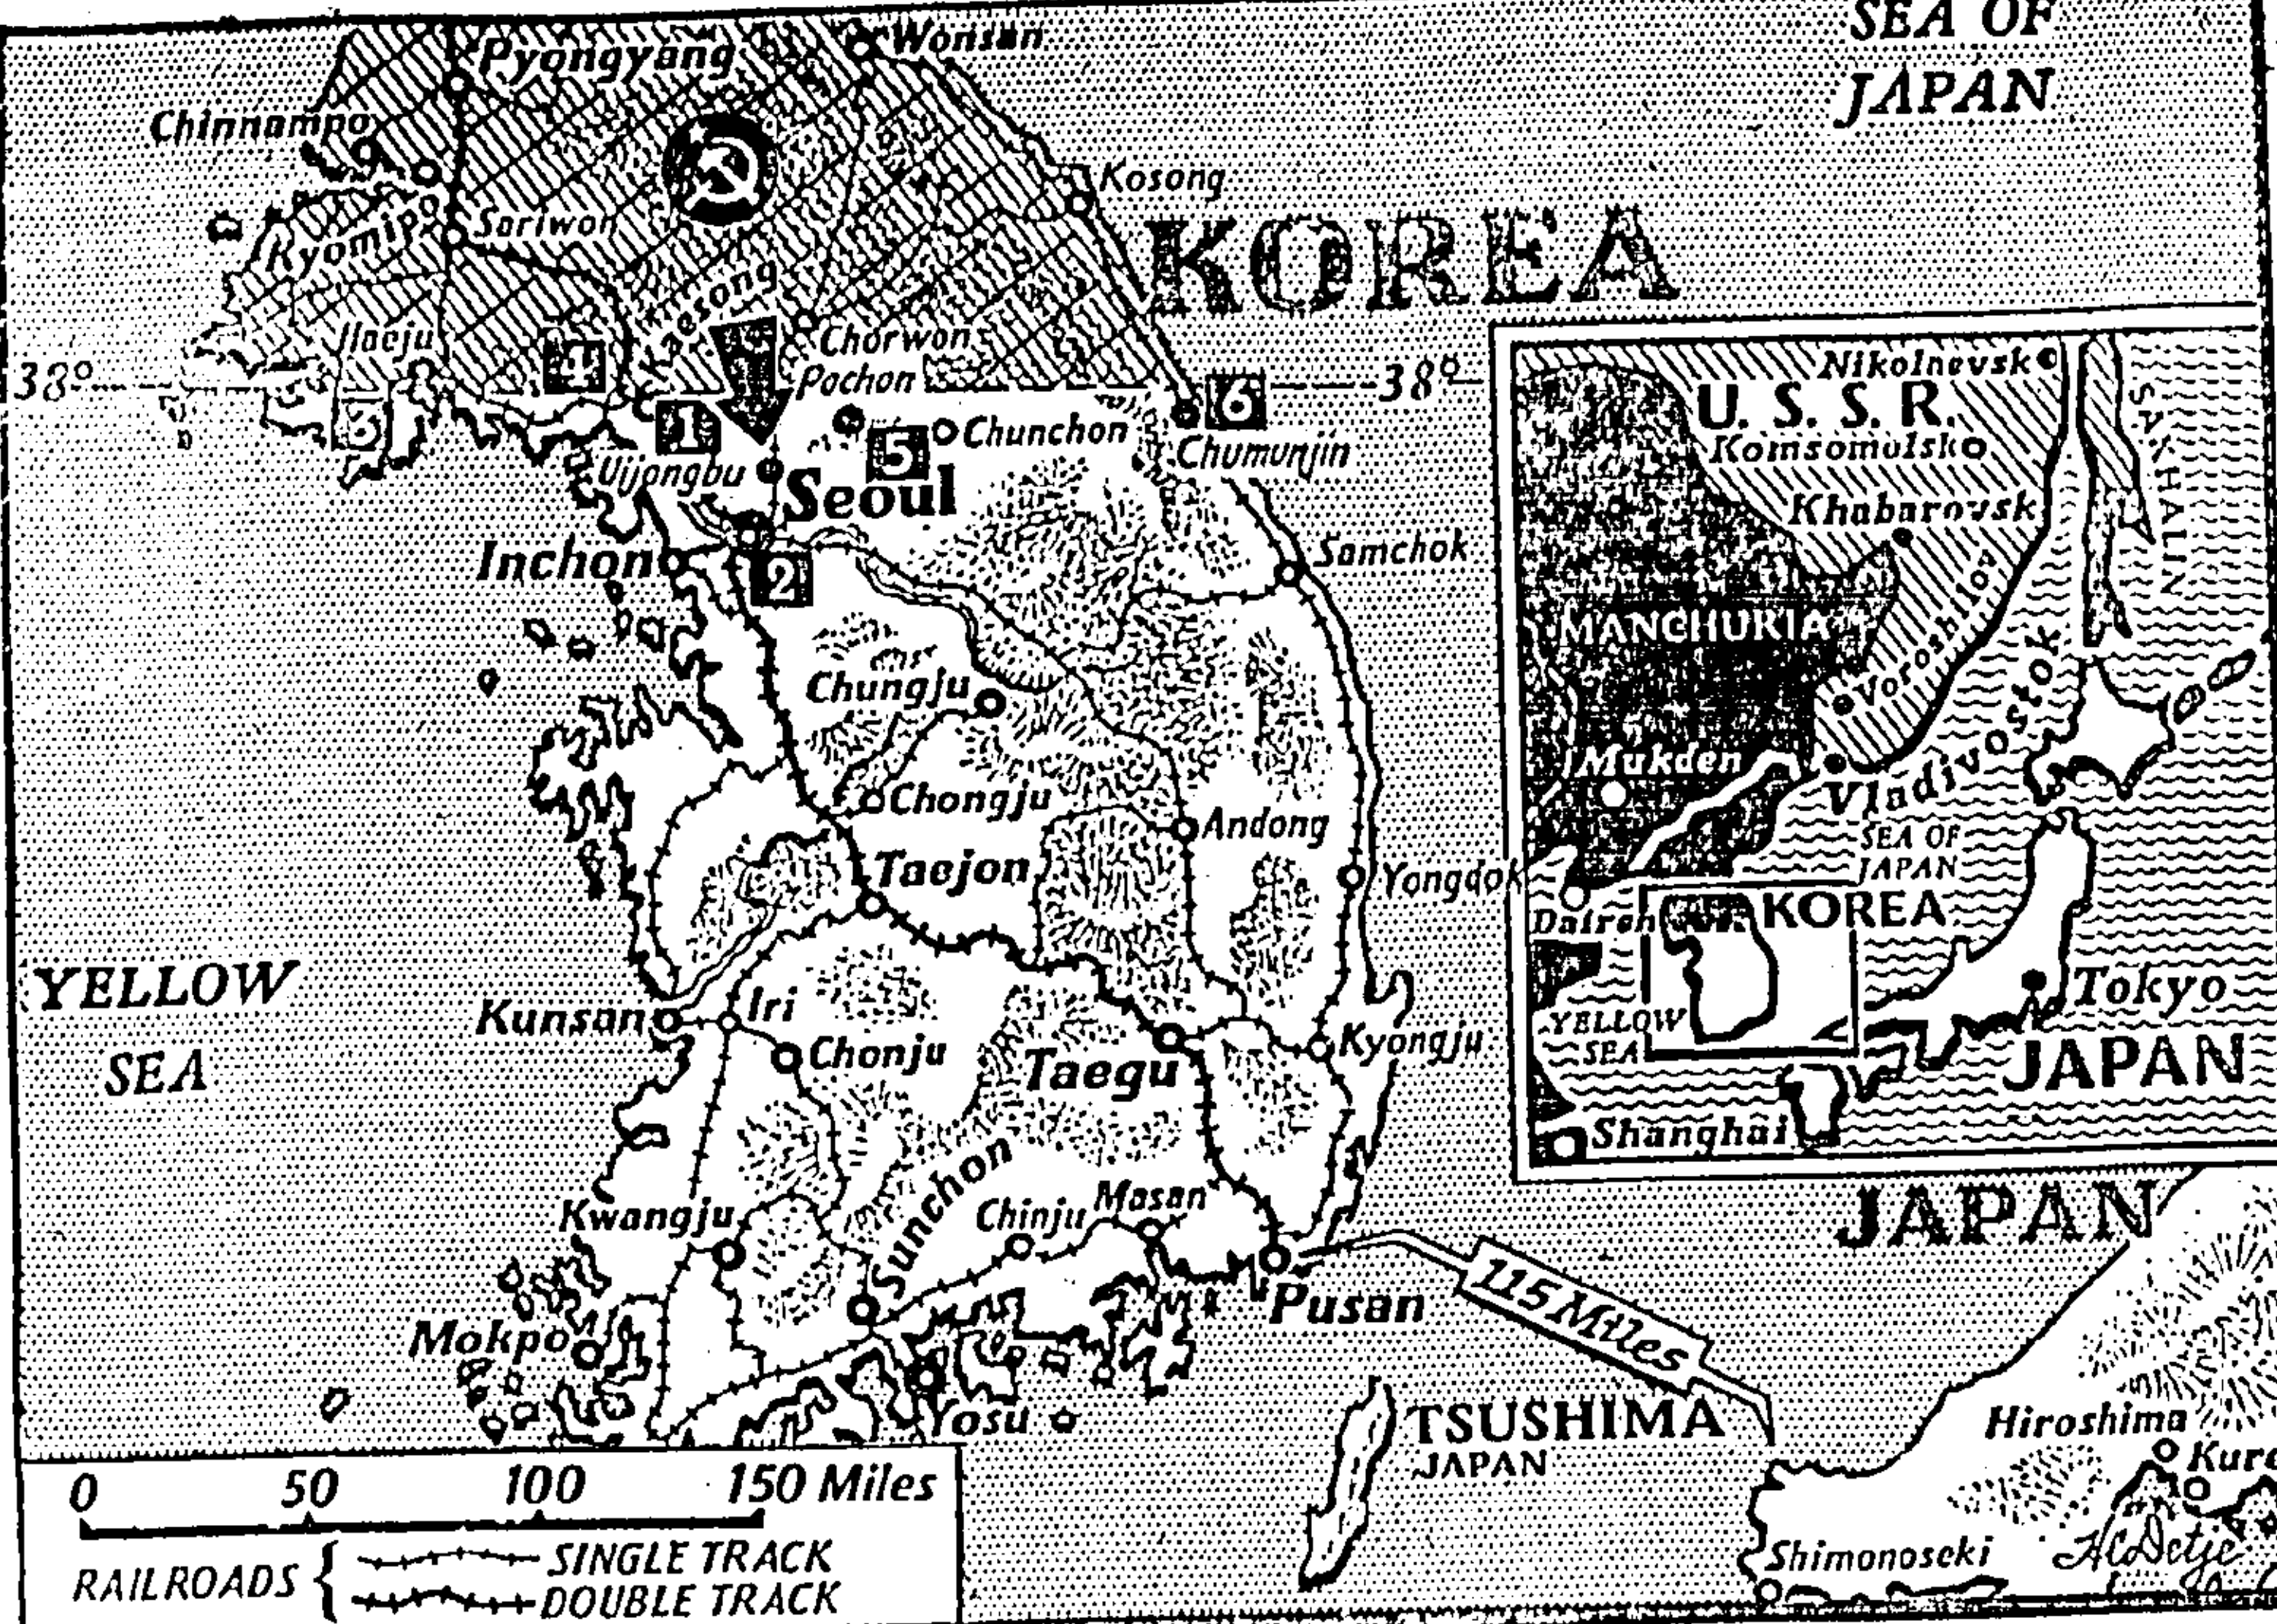 SEA OF
JAPAN
Wonsan
Pyongyang
Chinnampo
Kosong
Kyomipo
Sariwon
KOREA
Kaesong
Haeju
Chorwon
38°
4
Pochon
38°
3
1
5
Chunchon
6
Chumunjin
Uijongbu
Seoul
Inchon
2
Samchok
Chungju
Chongju
Andong
Taejon
Yongdok
YELLOW
SEA
Kunsan
Iri
Chonju
Taegu
Kyongju
Sunchon
Kwangju
Chinju
Masan
Pusan
115 Miles
Mokpo
Yosu
TSUSHIMA
JAPAN
JAPAN
Hiroshima
Kure
Shimonoseki
Nikolaevsk
U. S. S. R.
SAKHALIN
Komsomolsk
Khabarovsk
MANCHURIA
Voroshilov
Mukden
Vladivostok
SEA OF
JAPAN
Dairen
KOREA
Tokyo
YELLOW
SEA
JAPAN
Shanghai
0 50 100 150 Miles
RAILROADS { SINGLE TRACK
DOUBLE TRACK